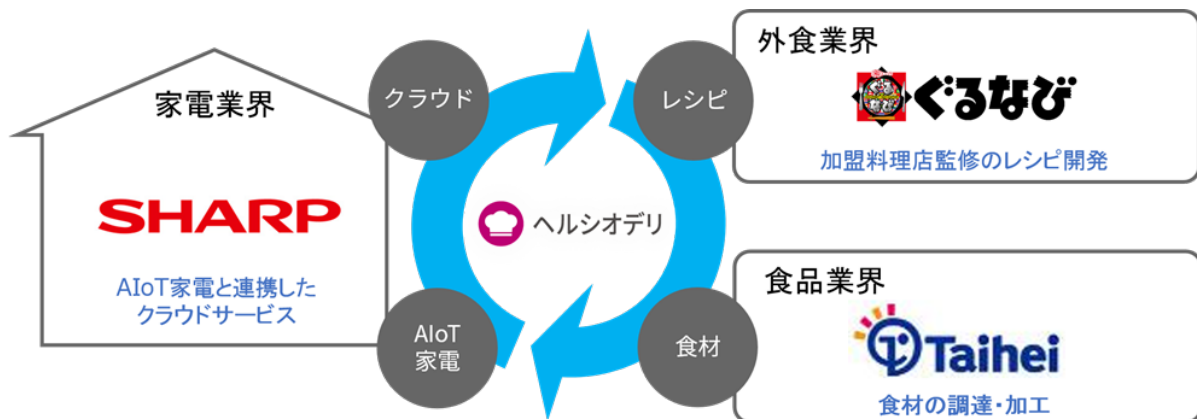 家電業界
SHARP
AIoT家電と連携した
クラウドサービス
クラウド
レシピ
ヘルシオデリ
AIoT
家電
食材
外食業界
ぐるなび
加盟料理店監修のレシピ開発
食品業界
Taihei
食材の調達・加工